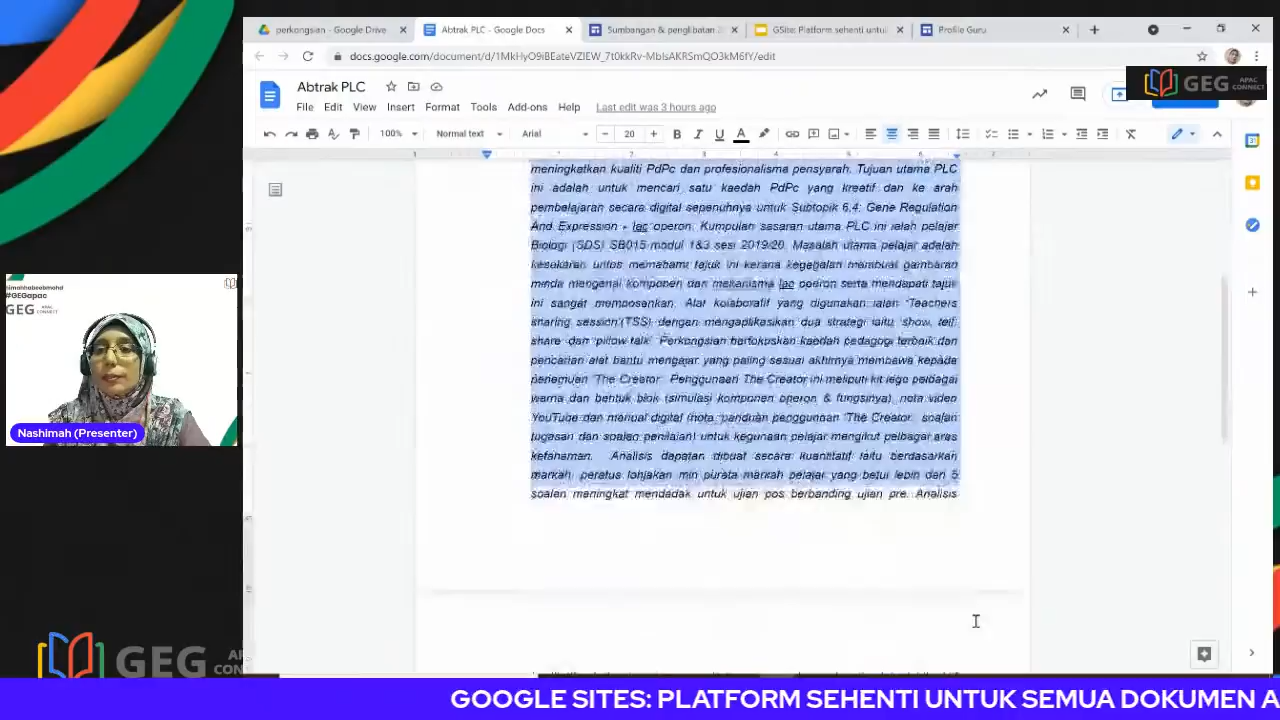 perkongsian - Google Drive
Abtrak PLC - Google Docs
Sumbangan & penglibatan 20
GSite: Platform sehenti untuk
Profile Guru
docs.google.com/document/d/1MkHyO9iBEateVZIEW_7t0kkRv-MblsAKRSmQO3kM6fY/edit
Abtrak PLC
GEG APAC CONNECT
File Edit View Insert Format Tools Add-ons Help Last edit was 3 hours ago
100% Normal text Arial 20
meningkatkan kualiti PdPc dan profesionalisma pensyarah. Tujuan utama PLC
ini adalah untuk mencari satu kaedah PdPc yang kreatif dan ke arah
pembelajaran secara digital sepenuhnya untuk Subtopik 6.4: Gene Regulation
And Expression - lac operon. Kumpulan sasaran utama PLC ini ialah pelajar
Biologi (SDS) SB015 modul 1&3 sesi 2019/20. Masalah utama pelajar adalah
kesukaran untuk memahami tajuk ini kerana kegagalan membuat gambaran
minda mengenai komponen dan mekanisma lac serta mendapati tajuk
ini sangat membosankan. Alat kolaboratif yang digunakan ialah 'Teachers
sharing session'(TSS) dengan mengaplikasikan dua strategi iaitu 'show, tell,
share' dan 'pillow talk'. Perkongsian berfokuskan kaedah pedagogi terbaik dan
pencarian alat bantu mengajar yang paling sesuai akhirnya membawa kepada
penemuan 'The Creator'. Penggunaan The Creator ini meliputi kit lego pelbagai
warna dan bentuk blok (simulasi komponen operon & fungsinya), nota video
YouTube dan manual digital (nota, panduan penggunaan 'The Creator', soalan
tugasan dan soalan penilaian) untuk kegunaan pelajar mengikut pelbagai aras
kefahaman. Analisis dapatan dibuat secara kuantitatif iaitu berdasarkan
markah, peratus lonjakan min purata markah pelajar yang betul lebih dari 5
soalan meningkat mendadak untuk ujian pos berbanding ujian pre. Analisis
nimahhabeebmohd
#GEGapac
GEG APAC CONNECT
Nashimah (Presenter)
GEG
GOOGLE SITES: PLATFORM SEHENTI UNTUK SEMUA DOKUMEN A